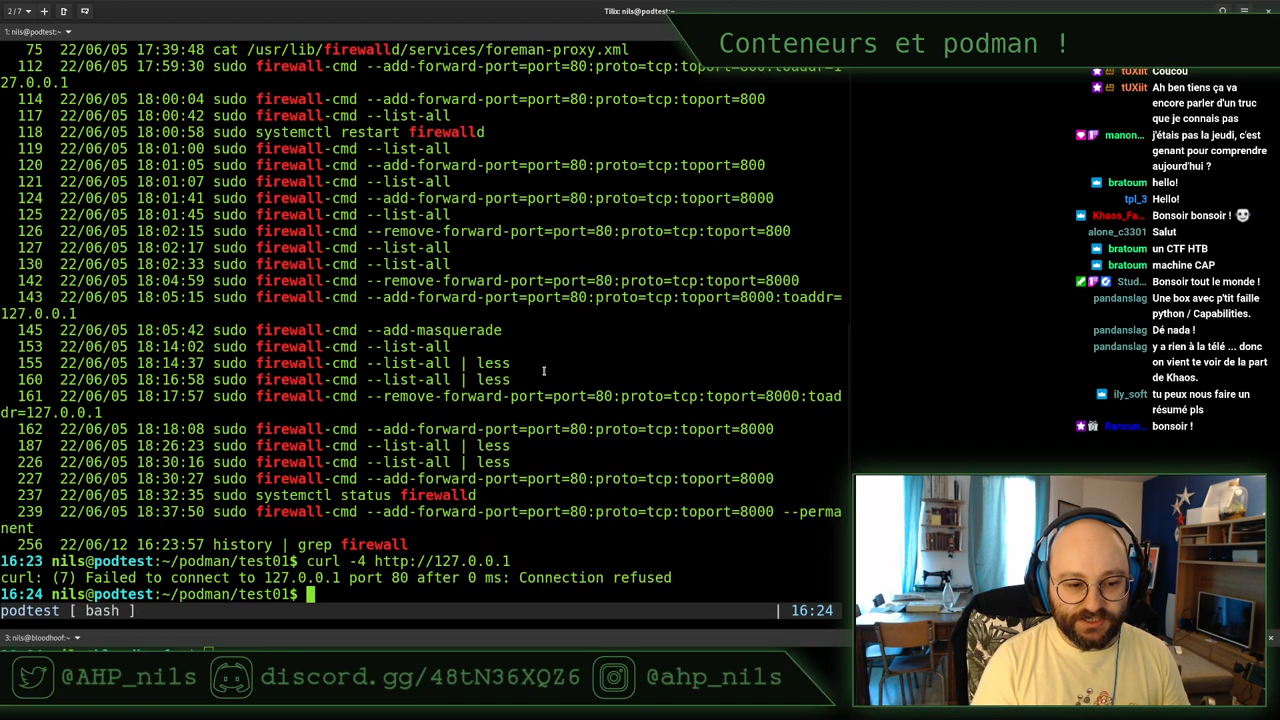 2 / 7
Tilix: nils@podtest:~
1: nils@podtest:~
Conteneurs et podman !
75 22/06/05 17:39:48 cat /usr/lib/firewalld/services/foreman-proxy.xml
112 22/06/05 17:59:30 sudo firewall-cmd --add-forward-port=port=80:proto=tcp:toport=800:toaddr=1
27.0.0.1
114 22/06/05 18:00:04 sudo firewall-cmd --add-forward-port=port=80:proto=tcp:toport=800
117 22/06/05 18:00:42 sudo firewall-cmd --list-all
118 22/06/05 18:00:58 sudo systemctl restart firewalld
119 22/06/05 18:01:00 sudo firewall-cmd --list-all
120 22/06/05 18:01:05 sudo firewall-cmd --add-forward-port=port=80:proto=tcp:toport=800
121 22/06/05 18:01:07 sudo firewall-cmd --list-all
124 22/06/05 18:01:41 sudo firewall-cmd --add-forward-port=port=80:proto=tcp:toport=8000
125 22/06/05 18:01:45 sudo firewall-cmd --list-all
126 22/06/05 18:02:15 sudo firewall-cmd --remove-forward-port=port=80:proto=tcp:toport=800
127 22/06/05 18:02:17 sudo firewall-cmd --list-all
130 22/06/05 18:02:33 sudo firewall-cmd --list-all
142 22/06/05 18:04:59 sudo firewall-cmd --remove-forward-port=port=80:proto=tcp:toport=8000
143 22/06/05 18:05:15 sudo firewall-cmd --add-forward-port=port=80:proto=tcp:toport=8000:toaddr=
127.0.0.1
145 22/06/05 18:05:42 sudo firewall-cmd --add-masquerade
153 22/06/05 18:14:02 sudo firewall-cmd --list-all
155 22/06/05 18:14:37 sudo firewall-cmd --list-all | less
160 22/06/05 18:16:58 sudo firewall-cmd --list-all | less
161 22/06/05 18:17:57 sudo firewall-cmd --remove-forward-port=port=80:proto=tcp:toport=8000:toad
dr=127.0.0.1
162 22/06/05 18:18:08 sudo firewall-cmd --add-forward-port=port=80:proto=tcp:toport=8000
187 22/06/05 18:26:23 sudo firewall-cmd --list-all | less
226 22/06/05 18:30:16 sudo firewall-cmd --list-all | less
227 22/06/05 18:30:27 sudo firewall-cmd --add-forward-port=port=80:proto=tcp:toport=8000
237 22/06/05 18:32:35 sudo systemctl status firewalld
239 22/06/05 18:37:50 sudo firewall-cmd --add-forward-port=port=80:proto=tcp:toport=8000 --perma
nent
256 22/06/12 16:23:57 history | grep firewall
16:23 nils@podtest:~/podman/test01$ curl -4 http://127.0.0.1
curl: (7) Failed to connect to 127.0.0.1 port 80 after 0 ms: Connection refused
16:24 nils@podtest:~/podman/test01$
podtest [ bash ] | 16:24
3: nils@bloodhoof:~
tUXiit Coucou
tUXiit Ah ben tiens ça va
encore parler d'un truc
que je connais pas
manon... j'étais pas la jeudi, c'est
genant pour comprendre
aujourd'hui ?
bratoum hello!
tpl_3 Hello!
Khaos_Fa... Bonsoir bonsoir !
alone_c3301 Salut
bratoum un CTF HTB
bratoum machine CAP
Stud... Bonsoir tout le monde !
pandanslag Une box avec p'tit faille
python / Capabilities.
pandanslag Dé nada !
pandanslag y a rien à la télé ... donc
on vient te voir de la part
de Khaos.
ily_soft tu peux nous faire un
résumé pls
bonsoir !
@AHP_nils
discord.gg/48tN36XQZ6
@ahp_nils